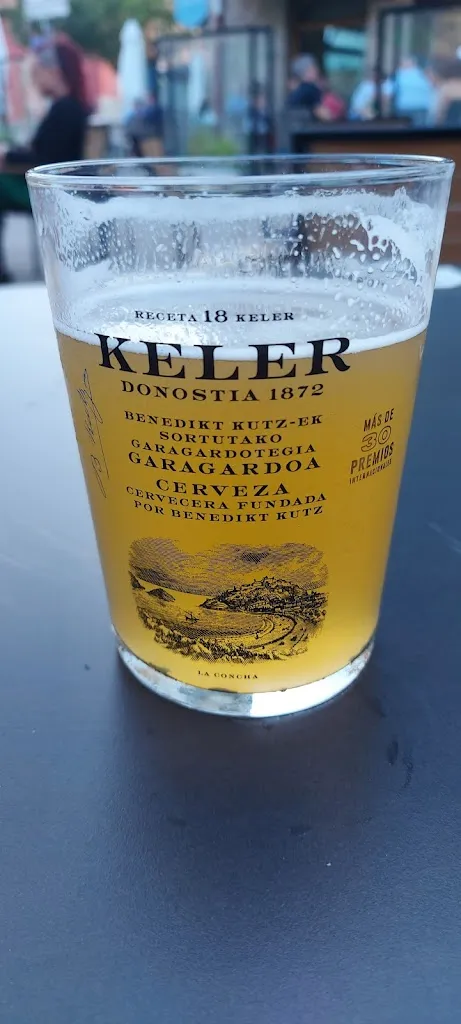 RECETA 18 KELER
KELER
DONOSTIA 1872
BENEDIKT KUTZ-EK
SORTUTAKO
GARAGARDOTEGIA
GARAGARDOA
CERVEZA
CERVECERA FUNDADA
POR BENEDIKT KUTZ
LA CONCHA
MÁS DE
30
PREMIOS
INTERNACIONALES